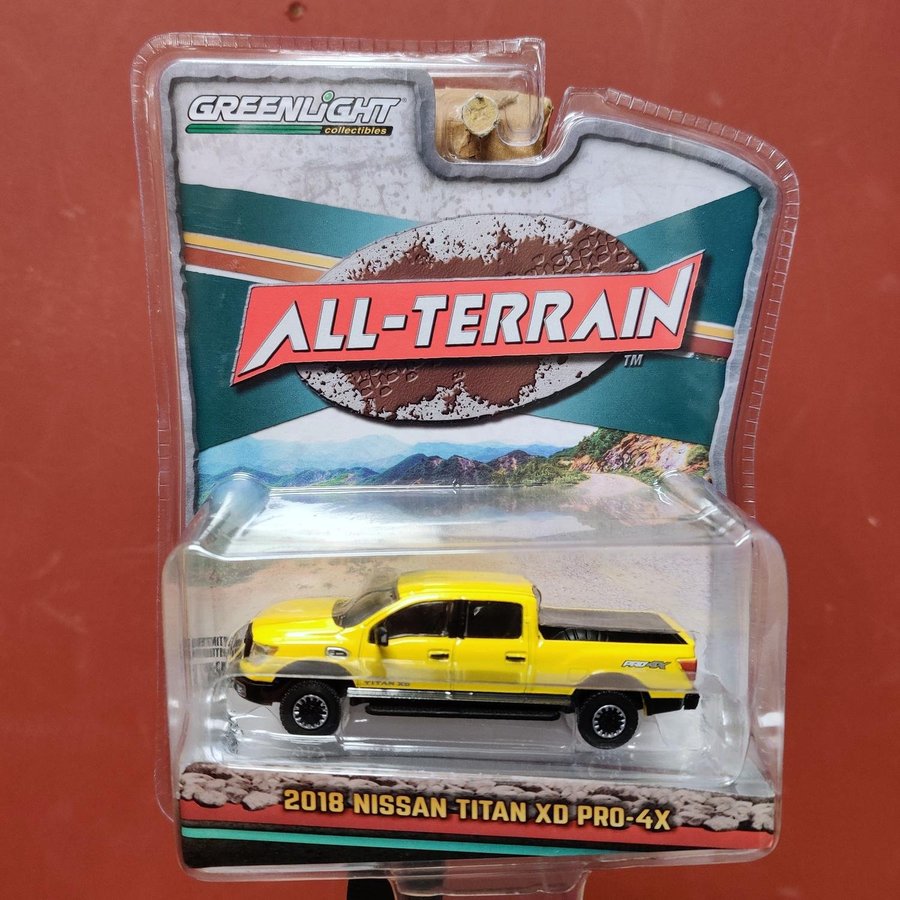 GREENLIGHT
collectibles
ALL-TERRAIN
TM
PRO-4X
TITAN XD
2018 NISSAN TITAN XD PRO-4X